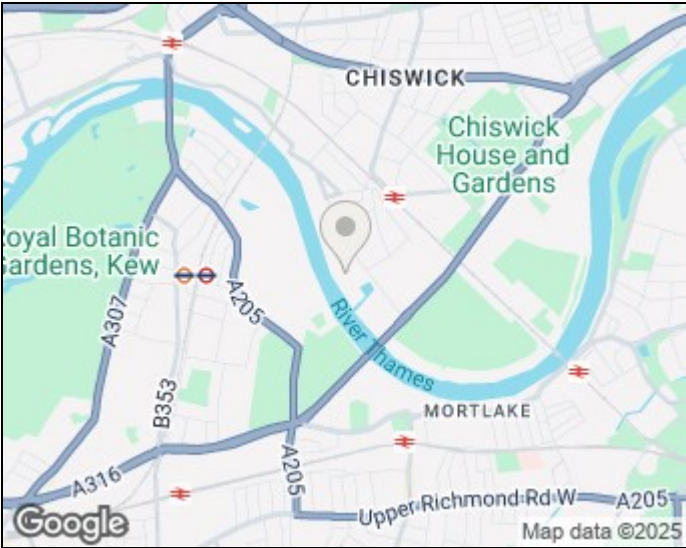 CHISWICK
Chiswick
House and
Gardens
Royal Botanic
Gardens, Kew
A307
A205
River Thames
B353
MORTLAKE
A316
A205
Upper Richmond Rd W
A205
Google
Map data ©2025